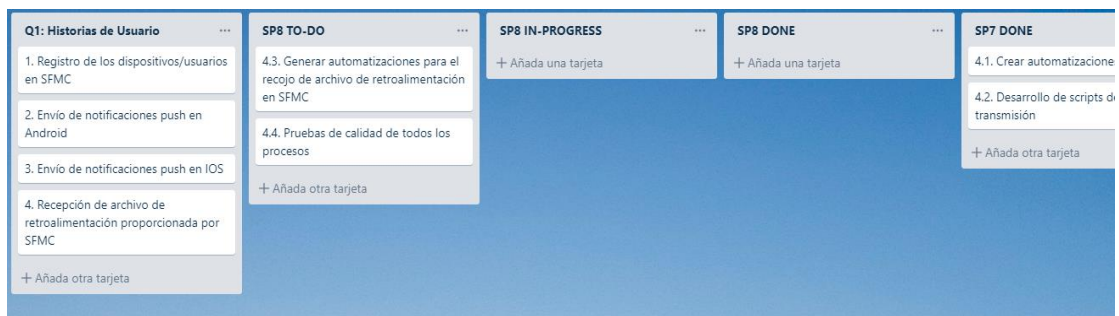 Q1: Historias de Usuario
1. Registro de los dispositivos/usuarios
en SFMC
2. Envío de notificaciones push en
Android
3. Envío de notificaciones push en IOS
4. Recepción de archivo de
retroalimentación proporcionada por
SFMC
+ Añada otra tarjeta
SP8 TO-DO
4.3. Generar automatizaciones para el
recojo de archivo de retroalimentación
en SFMC
4.4. Pruebas de calidad de todos los
procesos
+ Añada otra tarjeta
SP8 IN-PROGRESS
+ Añada una tarjeta
SP8 DONE
+ Añada una tarjeta
SP7 DONE
4.1. Crear automatizacione
4.2. Desarrollo de scripts d
transmisión
+ Añada otra tarjeta